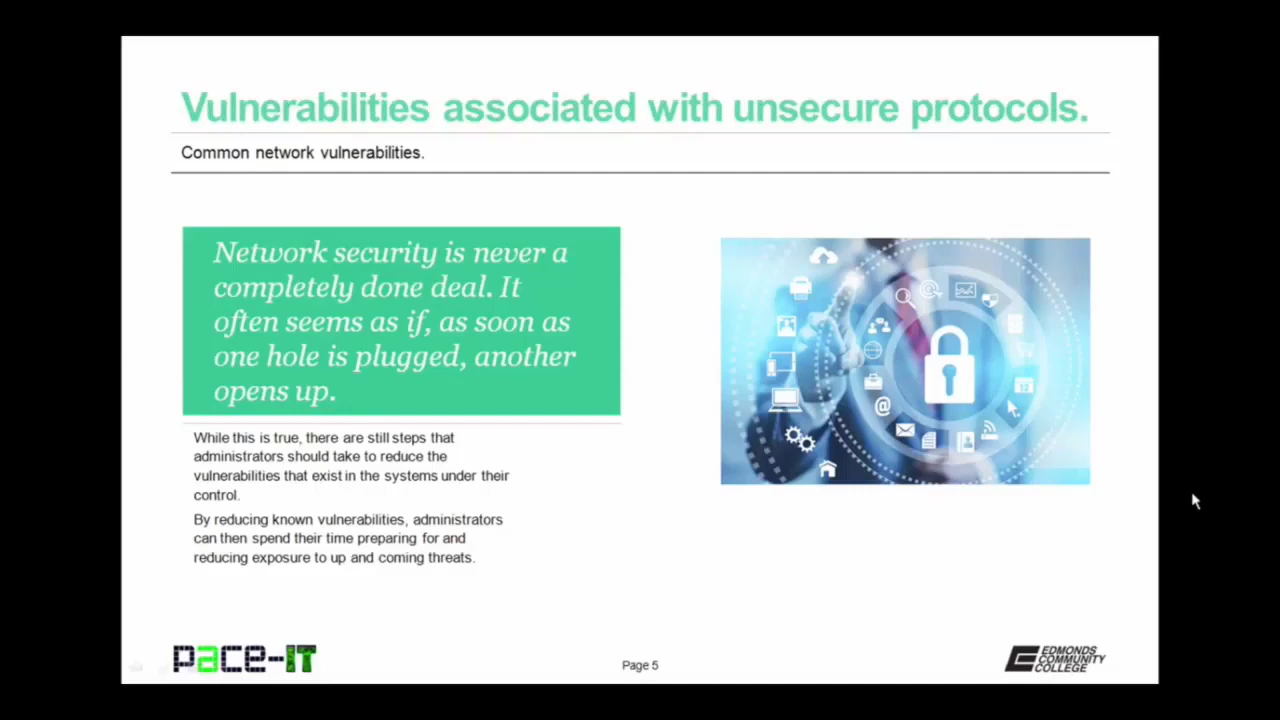 Vulnerabilities associated with unsecure protocols.
Common network vulnerabilities.
Network security is never a
completely done deal. It
often seems as if, as soon as
one hole is plugged, another
opens up.
While this is true, there are still steps that
administrators should take to reduce the
vulnerabilities that exist in the systems under their
control.
By reducing known vulnerabilities, administrators
can then spend their time preparing for and
reducing exposure to up and coming threats.
pace-IT
Page 5
EDMONDS
COMMUNITY
COLLEGE